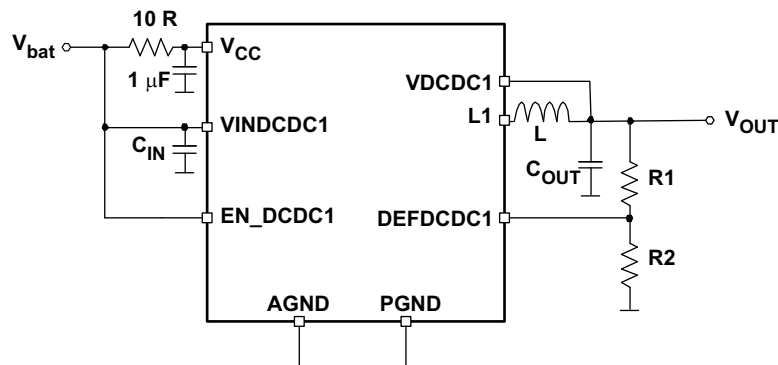 10 R
V_bat
V_CC
1 μF
VDCDC1
L1
V_OUT
VINDCDC1
L
C_IN
C_OUT
R1
EN_DCDC1
DEFDCDC1
R2
AGND
PGND